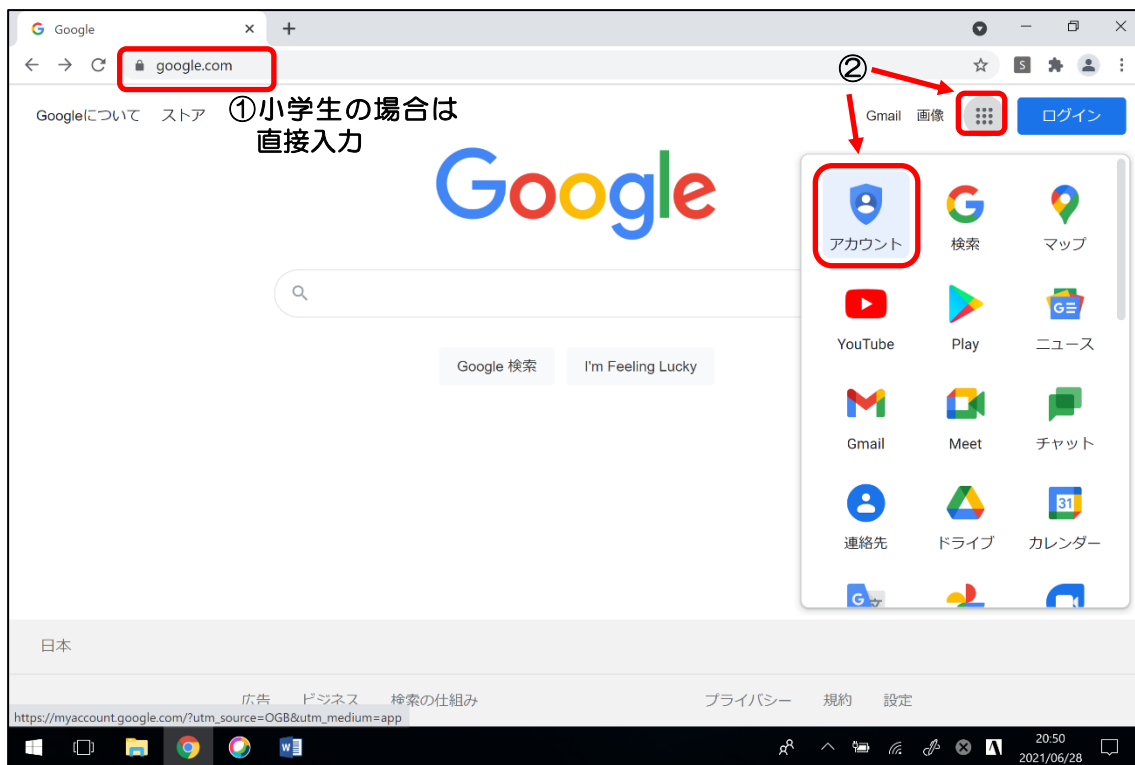 Google
google.com
②
Googleについて ストア
①小学生の場合は
直接入力
Gmail 画像
ログイン
Google
アカウント 検索 マップ
YouTube Play ニュース
Gmail Meet チャット
31
連絡先 ドライブ カレンダー
Google 検索 I'm Feeling Lucky
日本
広告 ビジネス 検索の仕組み プライバシー 規約 設定
https://myaccount.google.com/?utm_source=OGB&utm_medium=app
20:50
2021/06/28